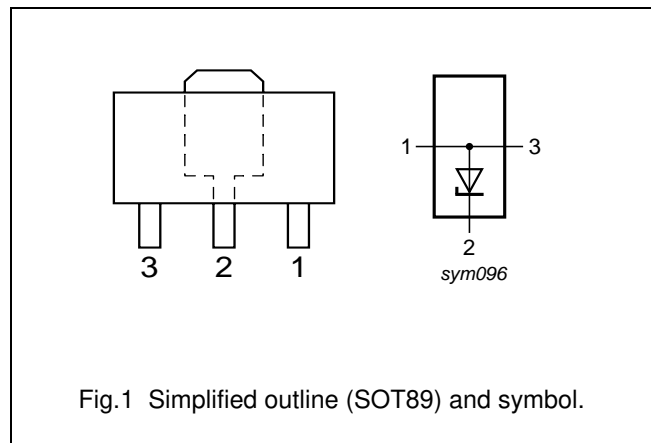 3 2 1
1 3
2
sym096
Fig.1 Simplified outline (SOT89) and symbol.